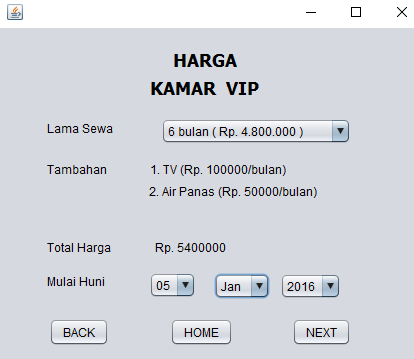 HARGA
KAMAR VIP
Lama Sewa 6 bulan ( Rp. 4.800.000 )
Tambahan 1. TV (Rp. 100000/bulan)
2. Air Panas (Rp. 50000/bulan)
Total Harga Rp. 5400000
Mulai Huni 05 Jan 2016
BACK HOME NEXT